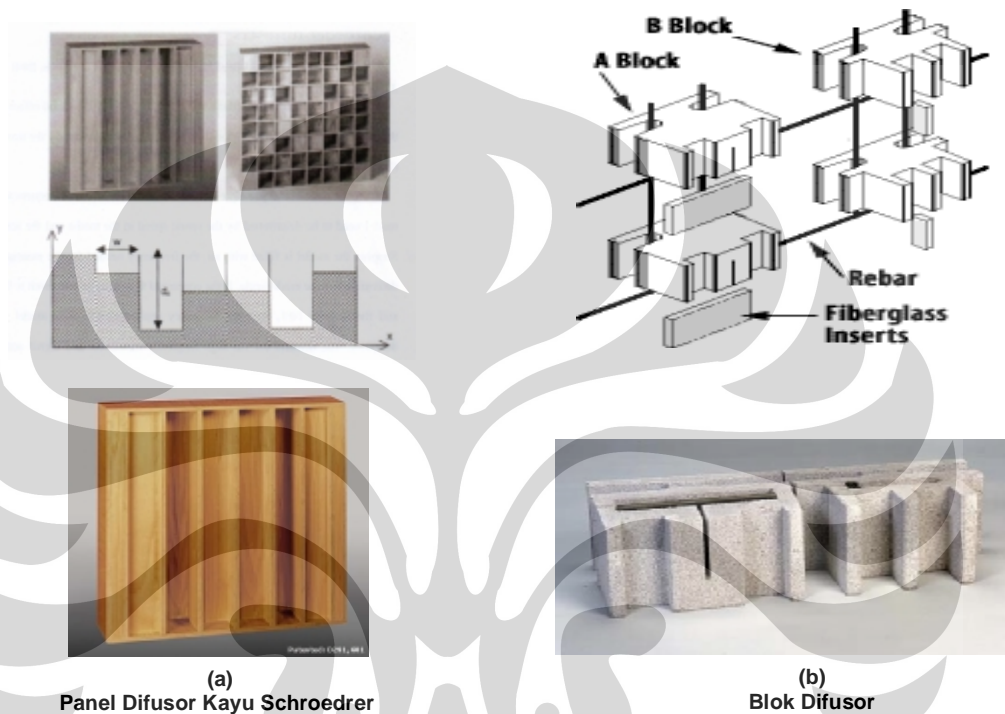 B Block
A Block
y
w
x
Rebar
Fiberglass
Inserts
(a)
Panel Difusor Kayu Schroedrer
(b)
Blok Difusor